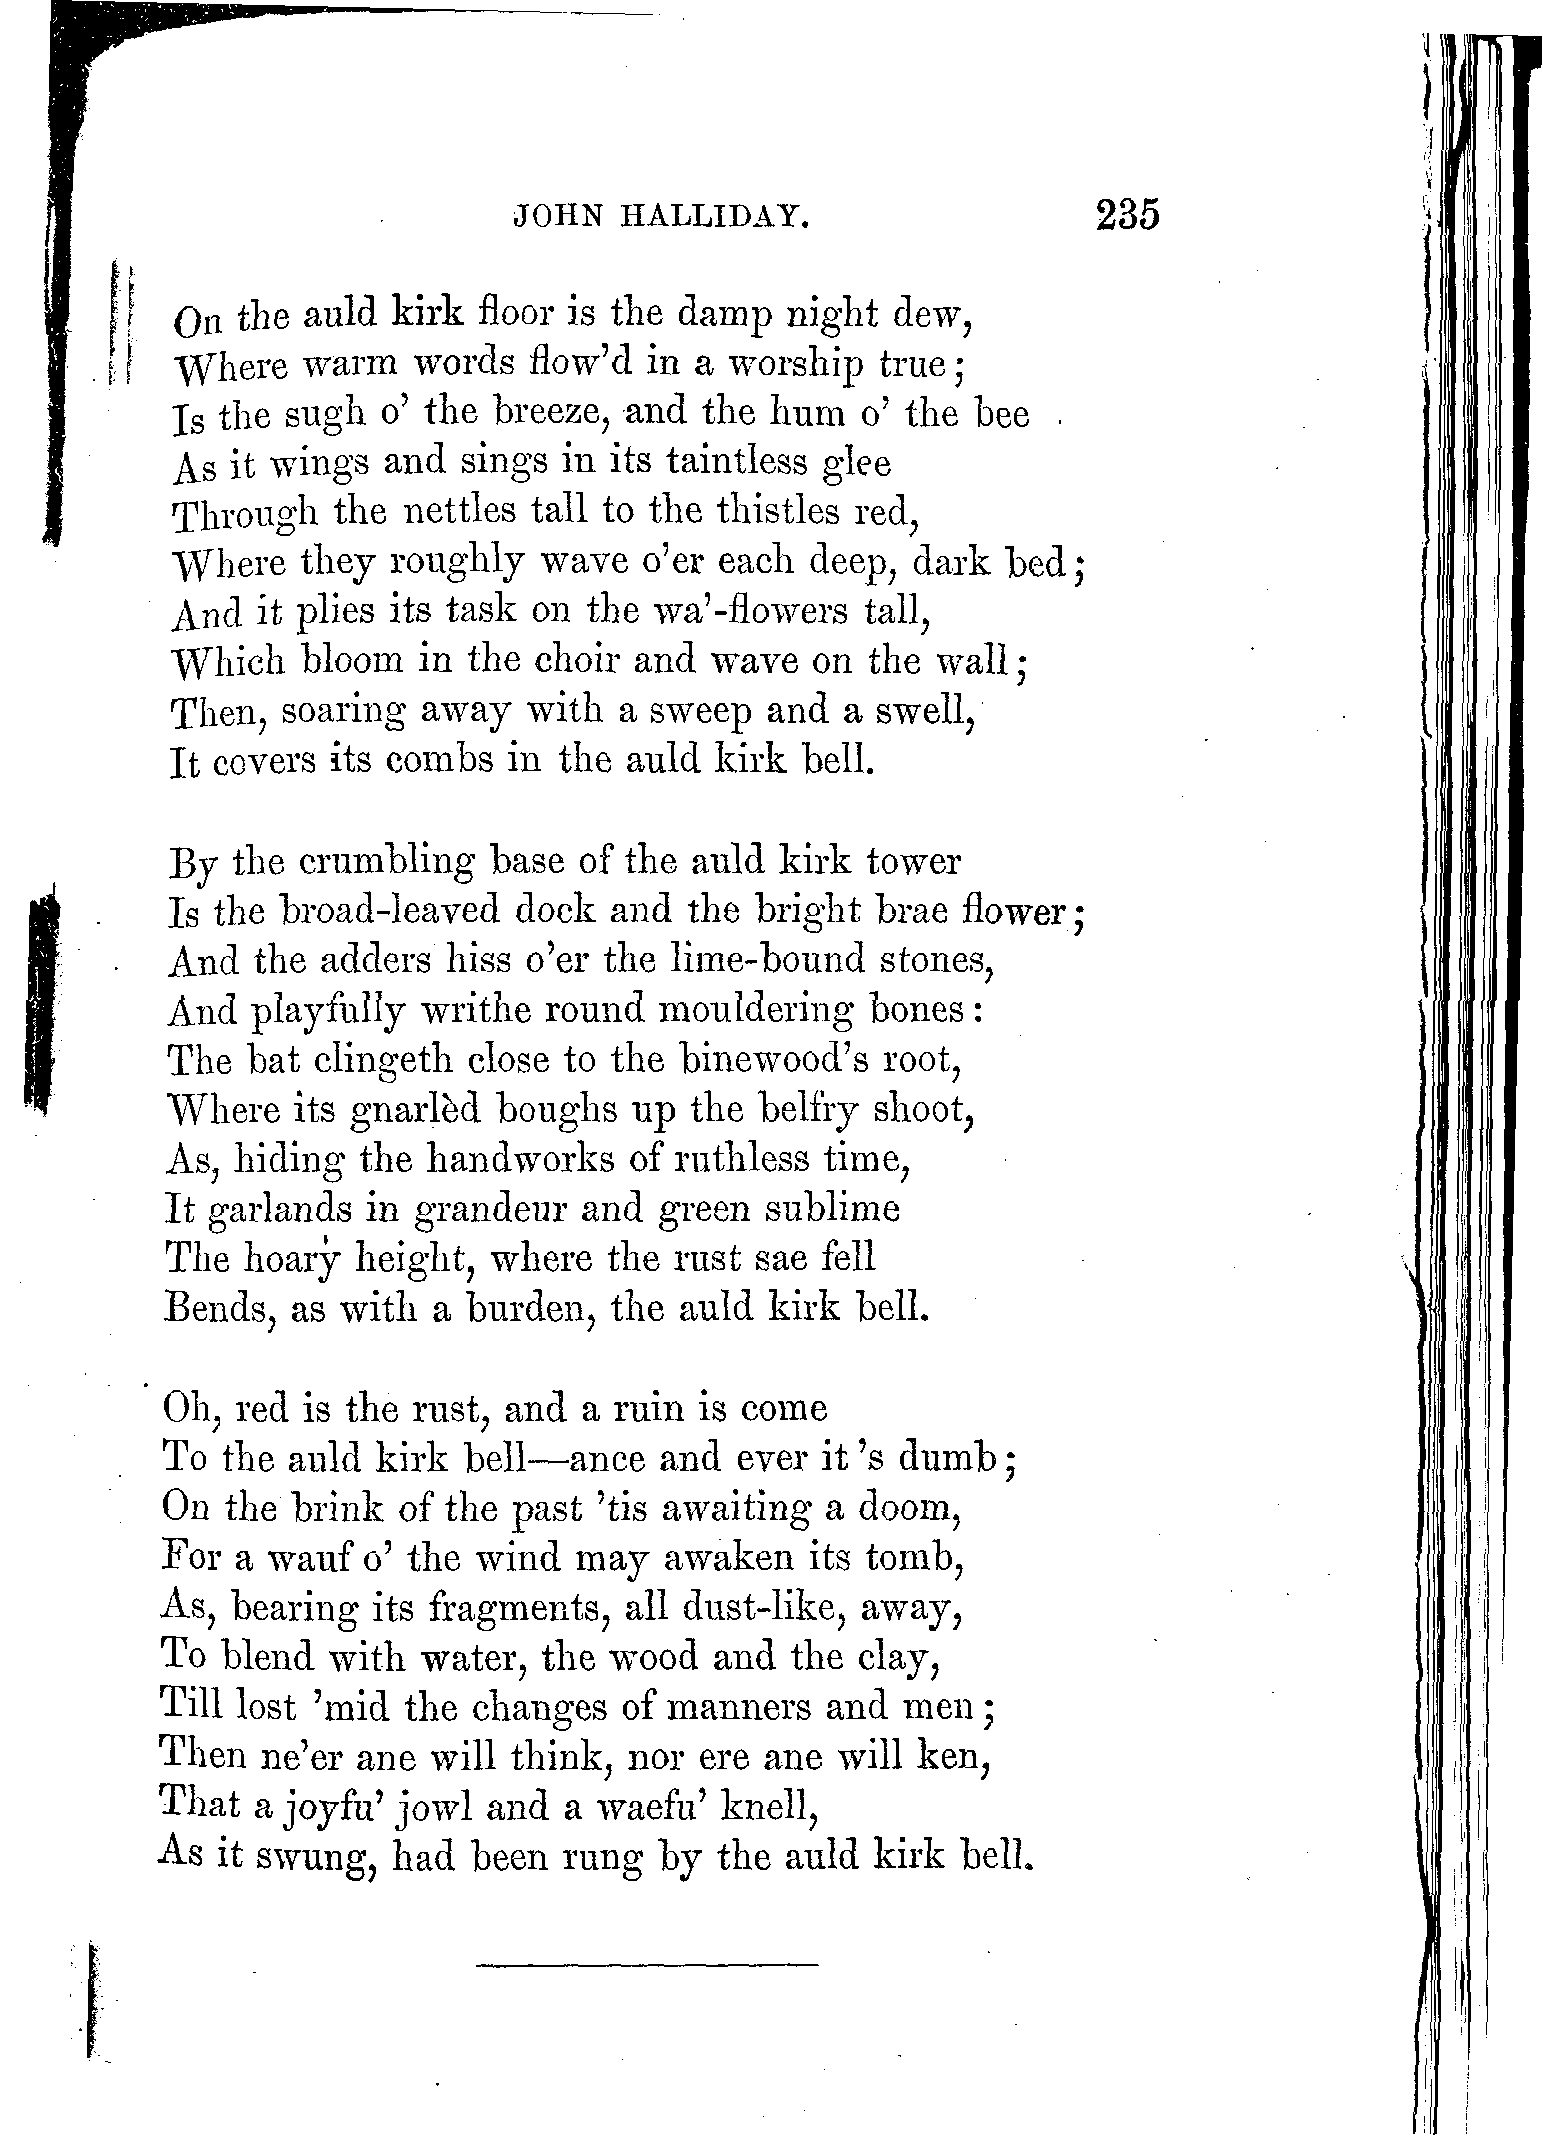 JOHN HALLIDAY. 235
On the auld kirk floor is the damp night dew,
Where warm words flow'd in a worship true;
Is the sugh o' the breeze, and the hum o' the bee
As it wings and sings in its taintless glee
Through the nettles tall to the thistles red,
Where they roughly wave o'er each deep, dark bed;
And it plies its task on the wa'-flowers tall,
Which bloom in the choir and wave on the wall;
Then, soaring away with a sweep and a swell,
It covers its combs in the auld kirk bell.
By the crumbling base of the auld kirk tower
Is the broad-leaved dock and the bright brae flower;
And the adders hiss o'er the lime-bound stones,
And playfully writhe round mouldering bones:
The bat clingeth close to the binewood's root,
Where its gnarlèd boughs up the belfry shoot,
As, hiding the handworks of ruthless time,
It garlands in grandeur and green sublime
The hoary height, where the rust sae fell
Bends, as with a burden, the auld kirk bell.
Oh, red is the rust, and a ruin is come
To the auld kirk bell—ance and ever it 's dumb;
On the brink of the past 'tis awaiting a doom,
For a wauf o' the wind may awaken its tomb,
As, bearing its fragments, all dust-like, away,
To blend with water, the wood and the clay,
Till lost 'mid the changes of manners and men;
Then ne'er ane will think, nor ere ane will ken,
That a joyfu' jowl and a waefu' knell,
As it swung, had been rung by the auld kirk bell.